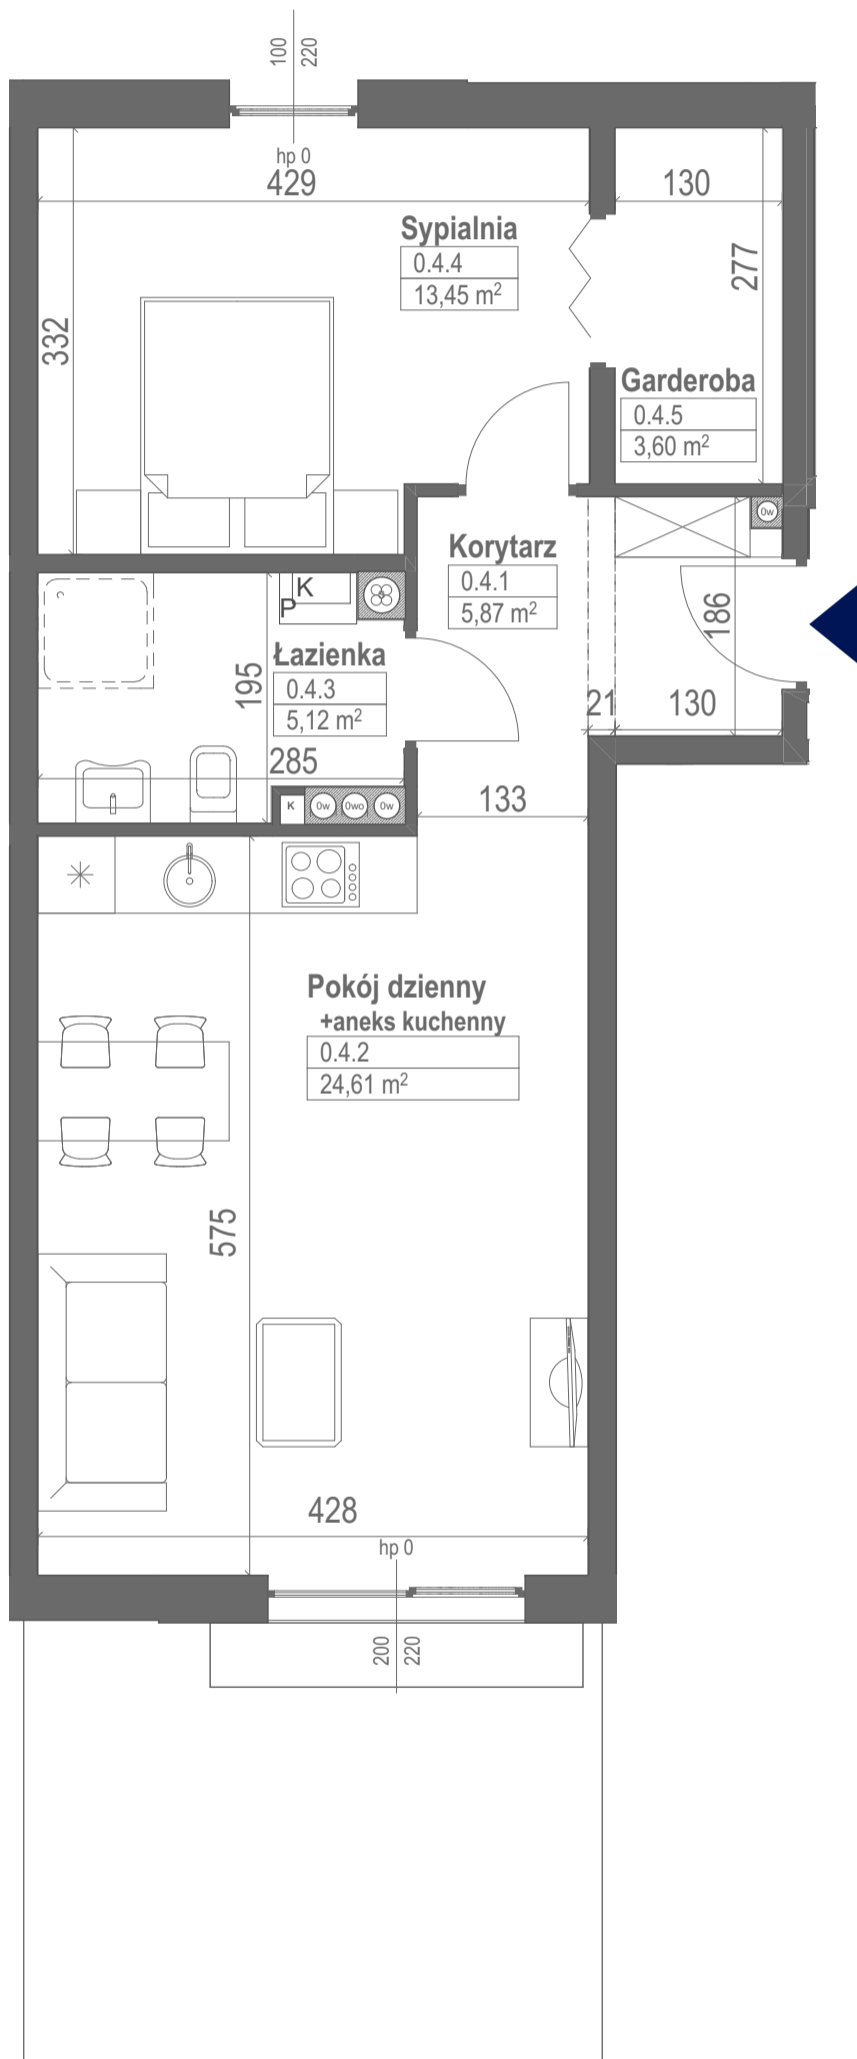 100
220
hp 0
429
130
Sypialnia
0.4.4
13,45 m²
277
332
Garderoba
0.4.5
3,60 m²
0w
Korytarz
0.4.1
5,87 m²
K
P
186
Łazienka
0.4.3
5,12 m²
195
21
130
285
K
0w
0wo
0w
133
Pokój dzienny
+aneks kuchenny
0.4.2
24,61 m²
575
428
hp 0
200
220